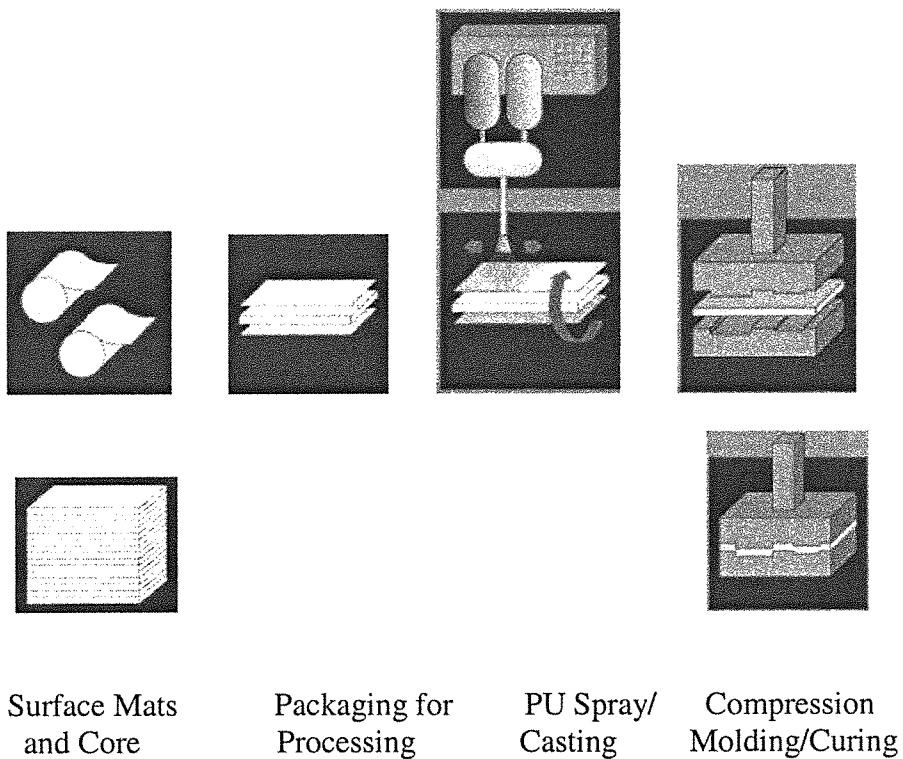 Surface Mats
and Core
Packaging for
Processing
PU Spray/
Casting
Compression
Molding/Curing